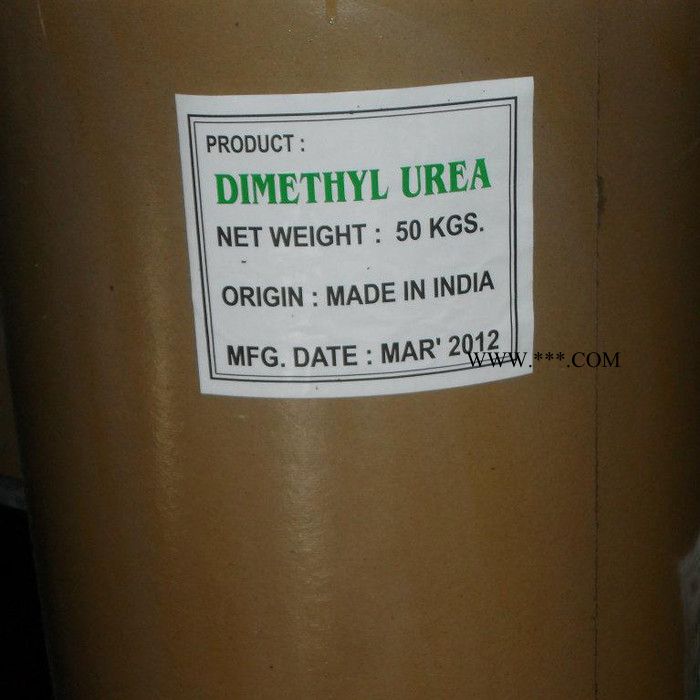 PRODUCT :
DIMETHYL UREA
NET WEIGHT : 50 KGS.
ORIGIN : MADE IN INDIA
MFG. DATE : MAR' 2012
WWW.***.COM